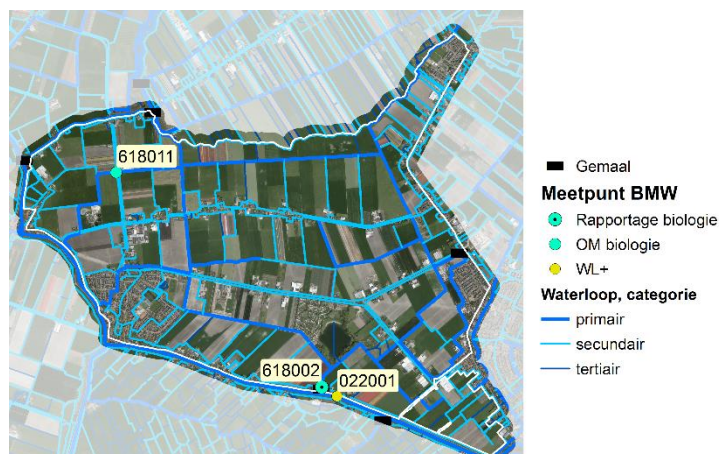 618011
618002
022001
Gemaal
Meetpunt BMW
Rapportage biologie
OM biologie
WL+
Waterloop, categorie
primair
secundair
tertiair